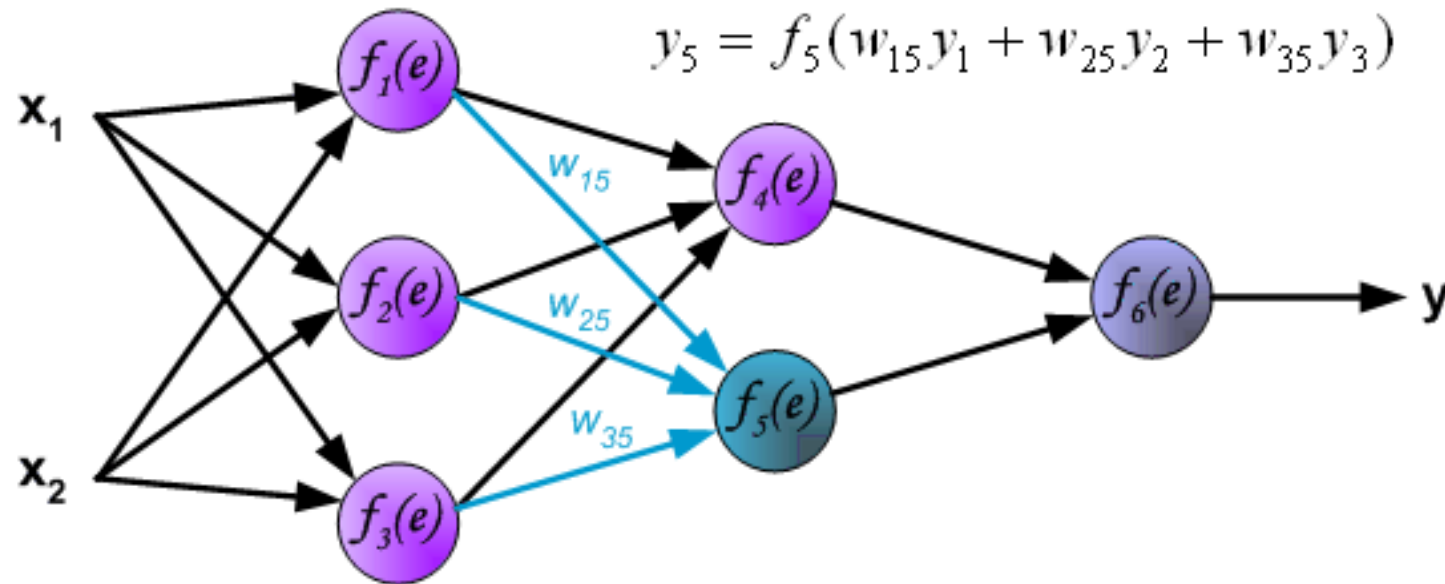 y₅ = f₅(w₁₅y₁ + w₂₅y₂ + w₃₅y₃)
x₁
f₁(e)
w₁₅
f₄(e)
f₂(e)
w₂₅
f₆(e)
y
w₃₅
f₅(e)
x₂
f₃(e)